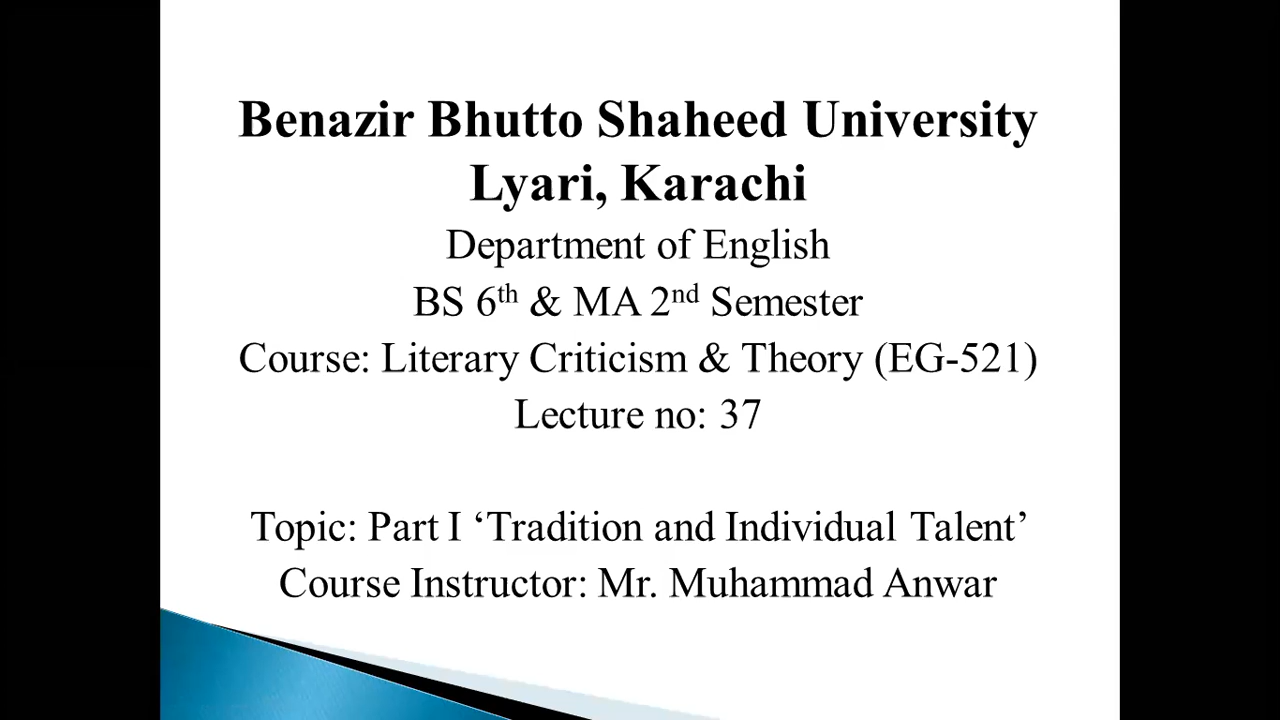 Benazir Bhutto Shaheed University
Lyari, Karachi
Department of English
BS 6th & MA 2nd Semester
Course: Literary Criticism & Theory (EG-521)
Lecture no: 37
Topic: Part I ‘Tradition and Individual Talent’
Course Instructor: Mr. Muhammad Anwar